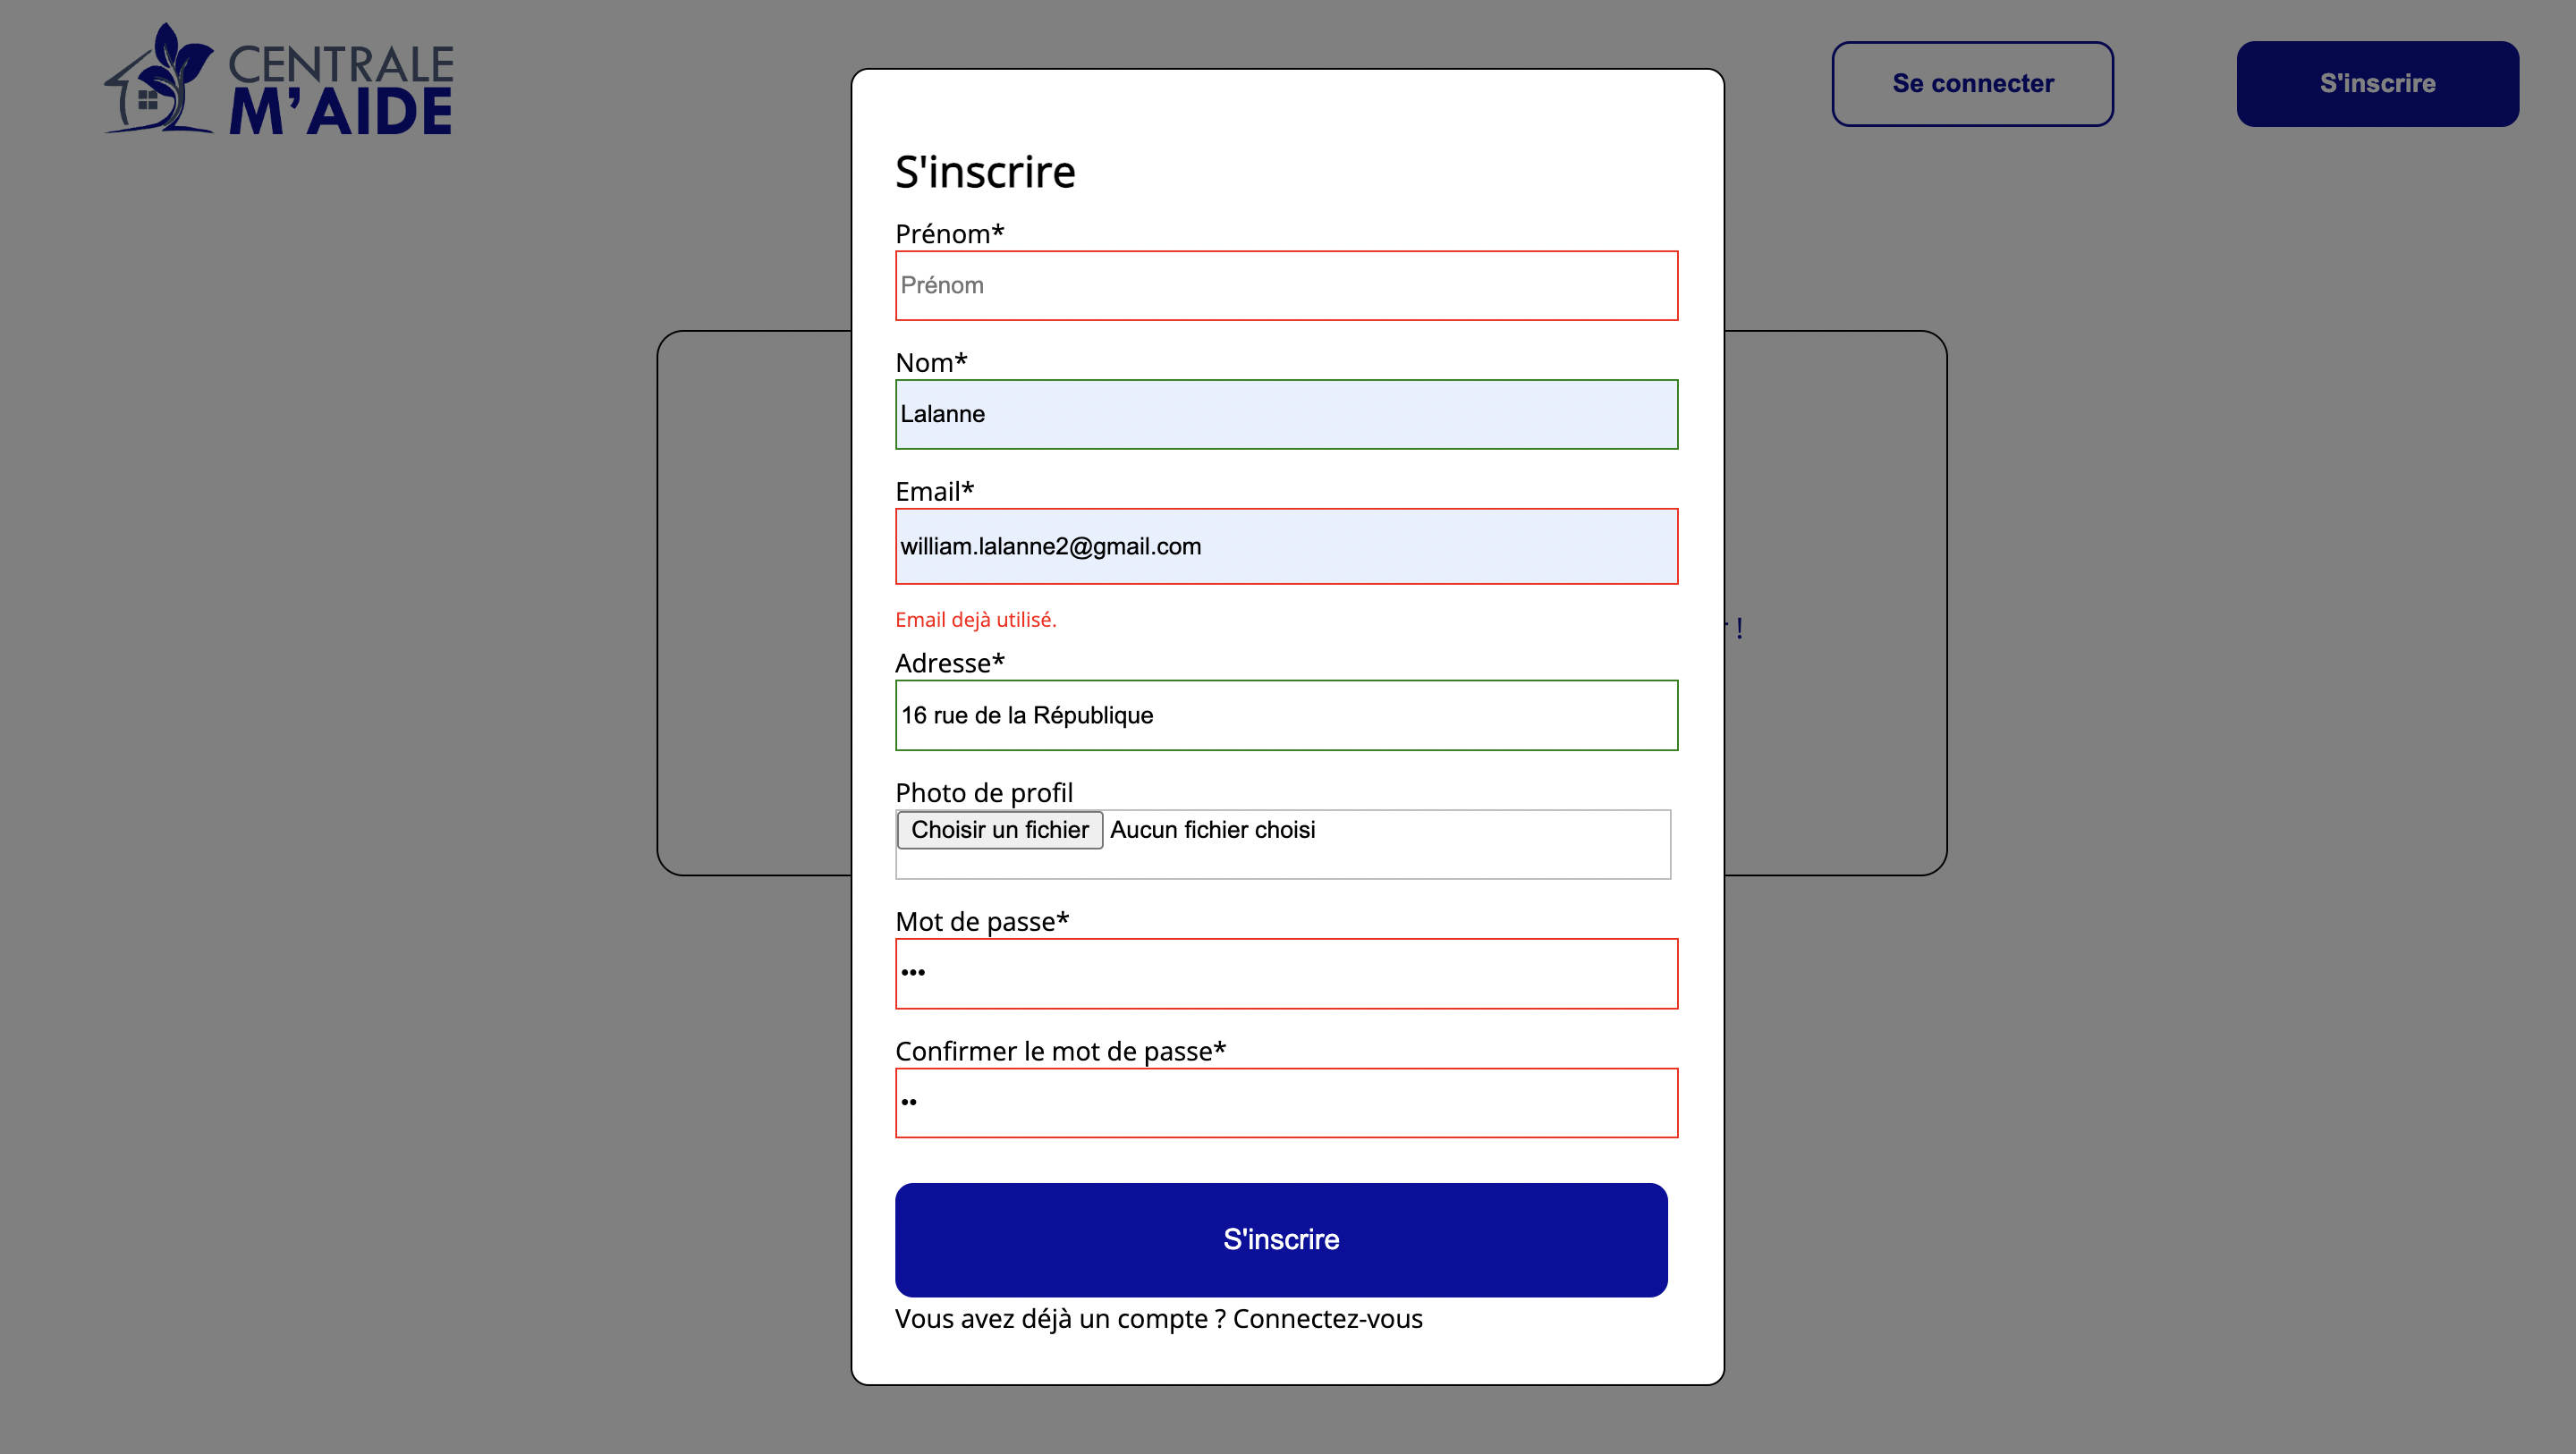 CENTRALE
M'AIDE
Se connecter
S'inscrire
S'inscrire
Prénom*
Prénom
Nom*
Lalanne
Email*
william.lalanne2@gmail.com
Email dejà utilisé.
!
Adresse*
16 rue de la République
Photo de profil
Choisir un fichier Aucun fichier choisi
Mot de passe*
•••
Confirmer le mot de passe*
••
S'inscrire
Vous avez déjà un compte ? Connectez-vous